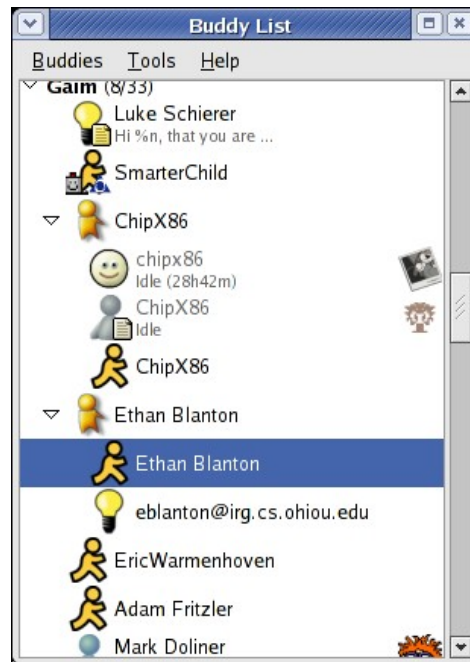 Buddy List
Buddies Tools Help
Gaim (8/33)
Luke Schierer
Hi %n, that you are ...
SmarterChild
ChipX86
chipx86
Idle (28h42m)
ChipX86
Idle
ChipX86
Ethan Blanton
Ethan Blanton
eblanton@irg.cs.ohiou.edu
EricWarmenhoven
Adam Fritzler
Mark Doliner